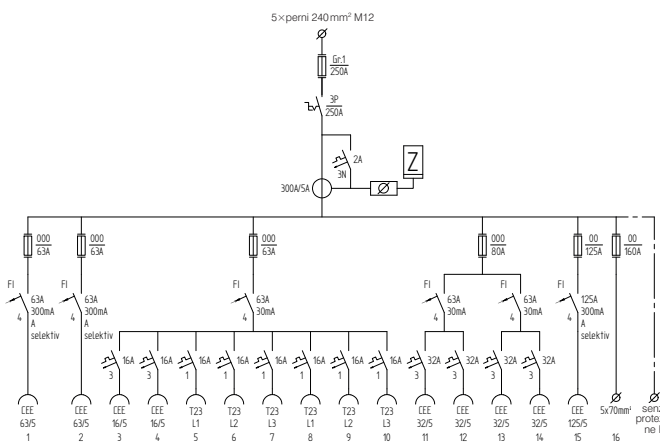 5×perni 240mm² M12
Gr.1
250A
3P
250A
2A
3N
Z
300A/5A
000
63A
000
63A
000
63A
000
80A
00
125A
00
160A
FI
63A
300mA
A
selektiv
4
FI
63A
300mA
A
selektiv
4
FI
63A
30mA
4
FI
63A
30mA
4
FI
63A
30mA
4
FI
125A
300mA
A
selektiv
4
16A
3
16A
3
16A
1
16A
1
16A
1
16A
1
16A
1
16A
1
32A
3
32A
3
32A
3
32A
3
CEE CEE CEE CEE T23 T23 T23 T23 T23 T23 CEE CEE CEE CEE CEE 5x70mm²
63/5 63/5 16/5 16/5 L1 L2 L3 L1 L2 L3 32/5 32/5 32/5 32/5 125/5
1 2 3 4 5 6 7 8 9 10 11 12 13 14 15 16